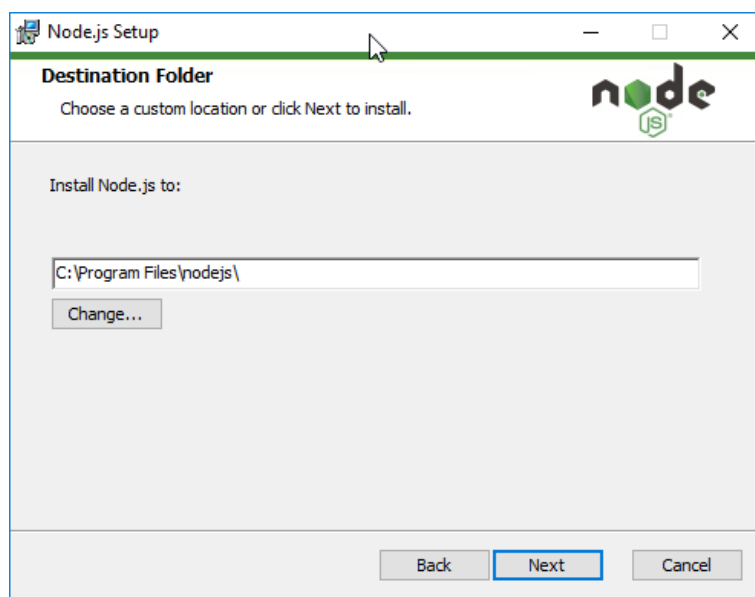 Node.js Setup
Destination Folder
Choose a custom location or click Next to install.
node
JS
Install Node.js to:
C:\Program Files\nodejs\
Change...
Back
Next
Cancel